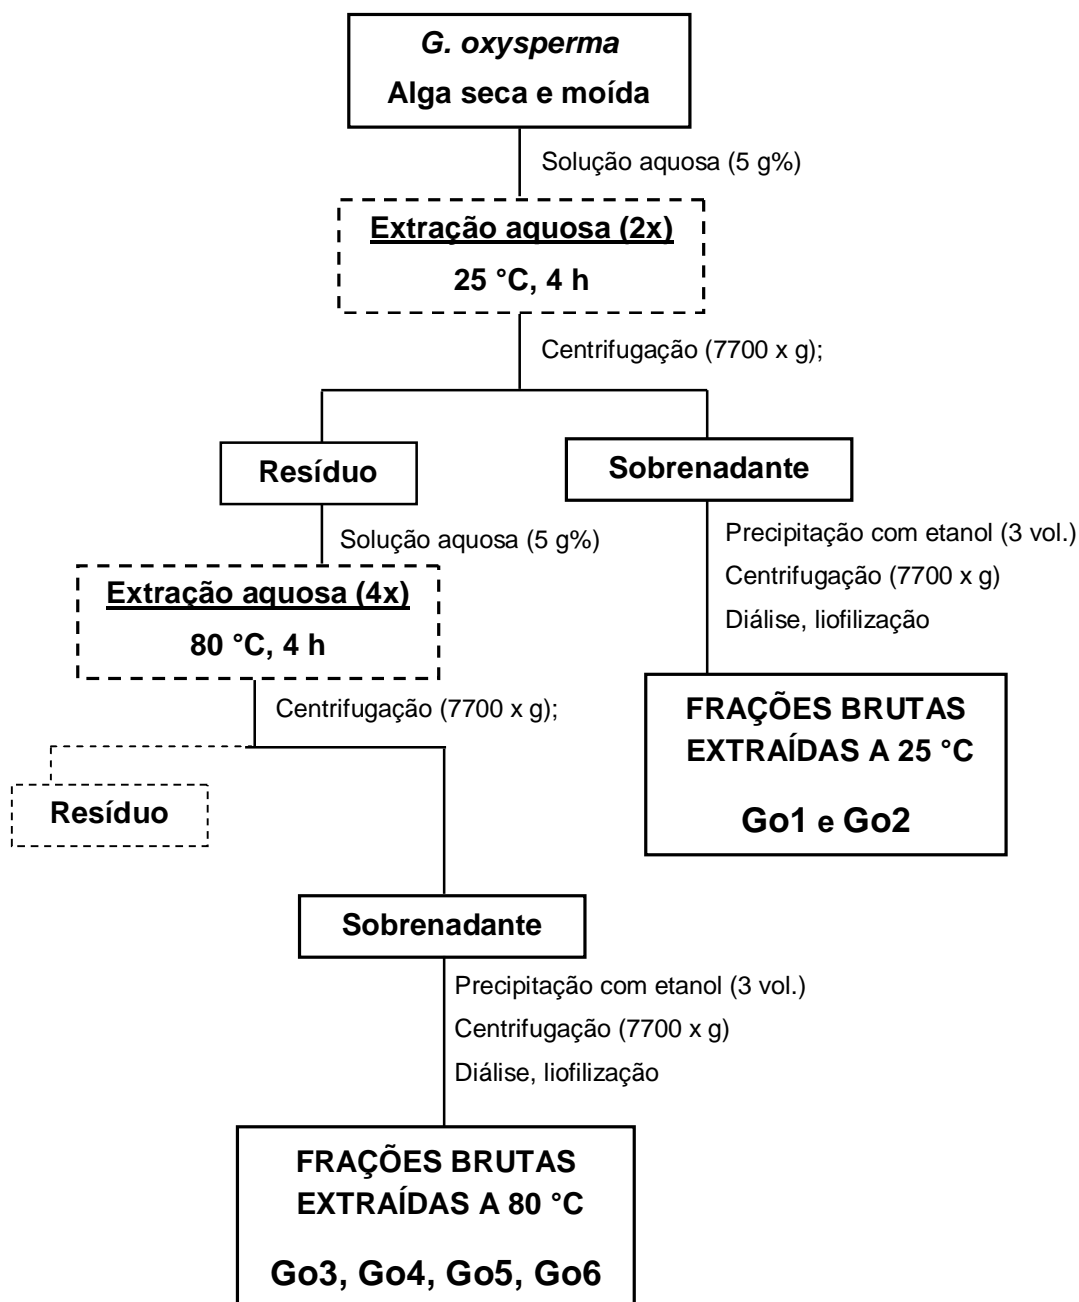 G. oxysperma
Alga seca e moída
Solução aquosa (5 g%)
Extração aquosa (2x)
25 °C, 4 h
Centrifugação (7700 x g);
Resíduo
Sobrenadante
Solução aquosa (5 g%)
Precipitação com etanol (3 vol.)
Centrifugação (7700 x g)
Diálise, liofilização
Extração aquosa (4x)
80 °C, 4 h
Centrifugação (7700 x g);
FRAÇÕES BRUTAS
EXTRAÍDAS A 25 °C
Go1 e Go2
Resíduo
Sobrenadante
Precipitação com etanol (3 vol.)
Centrifugação (7700 x g)
Diálise, liofilização
FRAÇÕES BRUTAS
EXTRAÍDAS A 80 °C
Go3, Go4, Go5, Go6